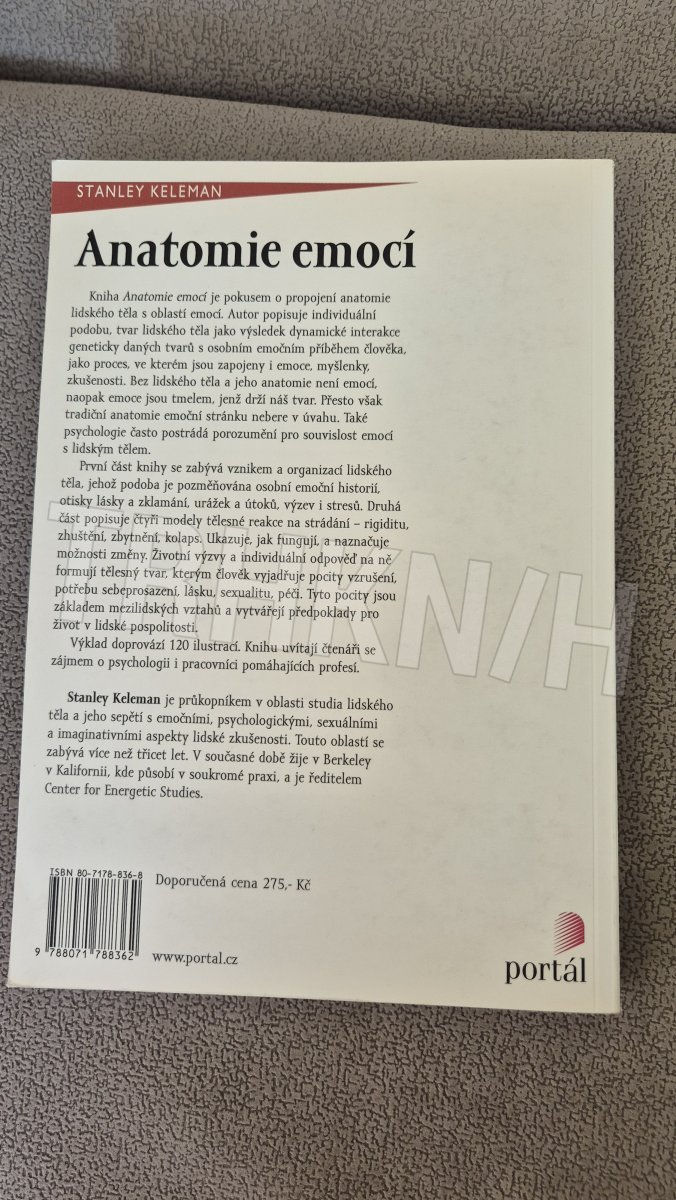 STANLEY KELEMAN
Anatomie emocí
Kniha Anatomie emocí je pokusem o propojení anatomie
lidského těla s oblastí emocí. Autor popisuje individuální
podobu, tvar lidského těla jako výsledek dynamické interakce
geneticky daných tvarů s osobním emočním příběhem člověka,
jako proces, ve kterém jsou zapojeny i emoce, myšlenky,
zkušenosti. Bez lidského těla a jeho anatomie není emocí,
naopak emoce jsou tmelem, jenž drží náš tvar. Přesto však
tradiční anatomie emoční stránku nebere v úvahu. Také
psychologie často postrádá porozumění pro souvislost emocí
s lidským tělem.
První část knihy se zabývá vznikem a organizací lidského
těla, jehož podoba je pozměňována osobní emoční historií,
otisky lásky a zklamání, urážek a útoků, výzev i stresů. Druhá
část popisuje čtyři modely tělesné reakce na strádání – rigiditu,
zhuštění, zbytnění, kolaps. Ukazuje, jak fungují, a naznačuje
možnosti změny. Životní výzvy a individuální odpověď na ně
formují tělesný tvar, kterým člověk vyjadřuje pocity vzrušení,
potřebu sebeprosazení, lásku, sexualitu, péči. Tyto pocity jsou
základem mezilidských vztahů a vytvářejí předpoklady pro
život v lidské pospolitosti.
Výklad doprovází 120 ilustrací. Knihu uvítají čtenáři se
zájmem o psychologii i pracovníci pomáhajících profesí.
Stanley Keleman je průkopníkem v oblasti studia lidského
těla a jeho sepětí s emočními, psychologickými, sexuálními
a imaginativními aspekty lidské zkušenosti. Touto oblastí se
zabývá více než třicet let. V současné době žije v Berkeley
v Kalifornii, kde působí v soukromé praxi, a je ředitelem
Center for Energetic Studies.
ISBN 80-7178-836-8
Doporučená cena 275,- Kč
9 788071 788362
www.portal.cz
portál